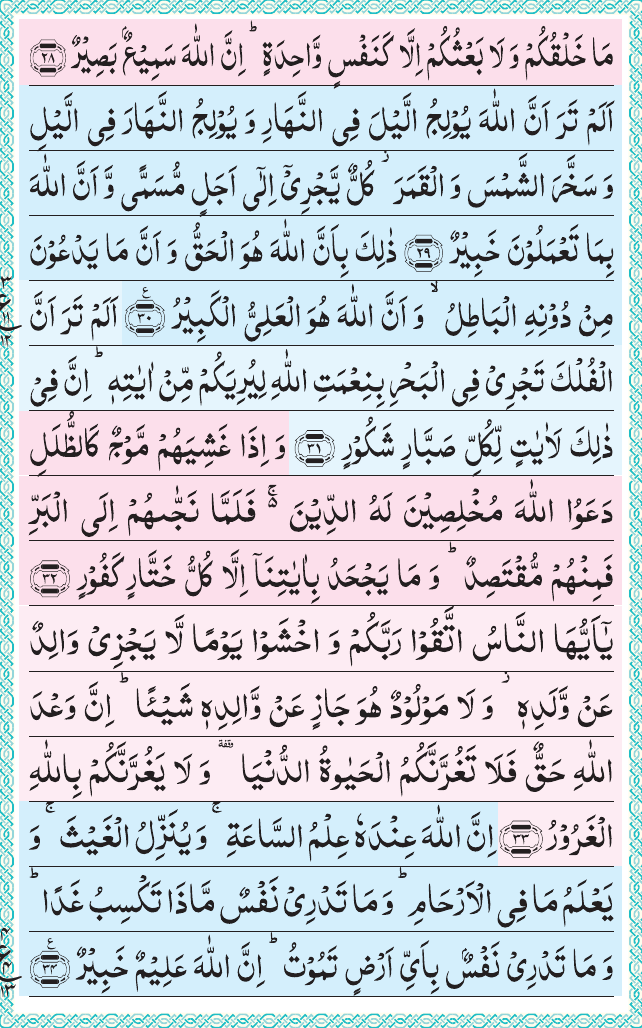 مَا خَلۡقُكُمۡ وَ لَا بَعۡثُكُمۡ اِلَّا كَنَفۡسٍ وَّاحِدَةٍ ؕ اِنَّ اللّٰهَ سَمِيۡعٌۢ بَصِيۡرٌ ﴿۲۸﴾
اَلَمۡ تَرَ اَنَّ اللّٰهَ يُوۡلِجُ الَّيۡلَ فِى النَّهَارِ وَ يُوۡلِجُ النَّهَارَ فِى الَّيۡلِ
وَ سَخَّرَ الشَّمۡسَ وَ الۡقَمَرَ ۫ كُلٌّ يَّجۡرِىۡۤ اِلٰٓى اَجَلٍ مُّسَمًّى وَّ اَنَّ اللّٰهَ
بِمَا تَعۡمَلُوۡنَ خَبِيۡرٌ ﴿۲۹﴾ ذٰ لِكَ بِاَنَّ اللّٰهَ هُوَ الۡحَقُّ وَ اَنَّ مَا يَدۡعُوۡنَ
مِنۡ دُوۡنِهِ الۡبَاطِلُ ۙ وَ اَنَّ اللّٰهَ هُوَ الۡعَلِىُّ الۡكَبِيۡرُ ﴿۳۰﴾ ع اَلَمۡ تَرَ اَنَّ
الۡفُلۡكَ تَجۡرِىۡ فِى الۡبَحۡرِ بِنِعۡمَتِ اللّٰهِ لِيُرِيَكُمۡ مِّنۡ اٰيٰتِهٖ ؕ اِنَّ فِىۡ
ذٰ لِكَ لَاٰيٰتٍ لِّكُلِّ صَبَّارٍ شَكُوۡرٍ ﴿۳۱﴾ وَ اِذَا غَشِيَهُمۡ مَّوۡجٌ كَالظُّلَلِ
دَعَوُا اللّٰهَ مُخۡلِصِيۡنَ لَهُ الدِّيۡنَ ۬ۚ فَلَمَّا نَجّٰٮهُمۡ اِلَى الۡبَرِّ
فَمِنۡهُمۡ مُّقۡتَصِدٌ ؕ وَ مَا يَجۡحَدُ بِاٰيٰتِنَاۤ اِلَّا كُلُّ خَتَّارٍ كَفُوۡرٍ ﴿۳۲﴾
يٰۤاَيُّهَا النَّاسُ اتَّقُوۡا رَبَّكُمۡ وَ اخۡشَوۡا يَوۡمًا لَّا يَجۡزِىۡ وَالِدٌ
عَنۡ وَّلَدِهٖ ۫ وَ لَا مَوۡلُوۡدٌ هُوَ جَازٍ عَنۡ وَّالِدِهٖ شَيۡـًٔا ؕ اِنَّ وَعۡدَ
اللّٰهِ حَقٌّ فَلَا تَغُرَّنَّكُمُ الۡحَيٰوةُ الدُّنۡيَا ٝ وَ لَا يَغُرَّنَّكُمۡ بِاللّٰهِ
الۡغَرُوۡرُ ﴿۳۳﴾ اِنَّ اللّٰهَ عِنۡدَهٗ عِلۡمُ السَّاعَةِ ۚ وَ يُنَزِّلُ الۡغَيۡثَ ۚ وَ
يَعۡلَمُ مَا فِى الۡاَرۡحَامِ ؕ وَ مَا تَدۡرِىۡ نَفۡسٌ مَّاذَا تَكۡسِبُ غَدًا ؕ
وَ مَا تَدۡرِىۡ نَفۡسٌۢ بِاَىِّ اَرۡضٍ تَمُوۡتُ ؕ اِنَّ اللّٰهَ عَلِيۡمٌ خَبِيۡرٌ ﴿۳۴﴾ ع